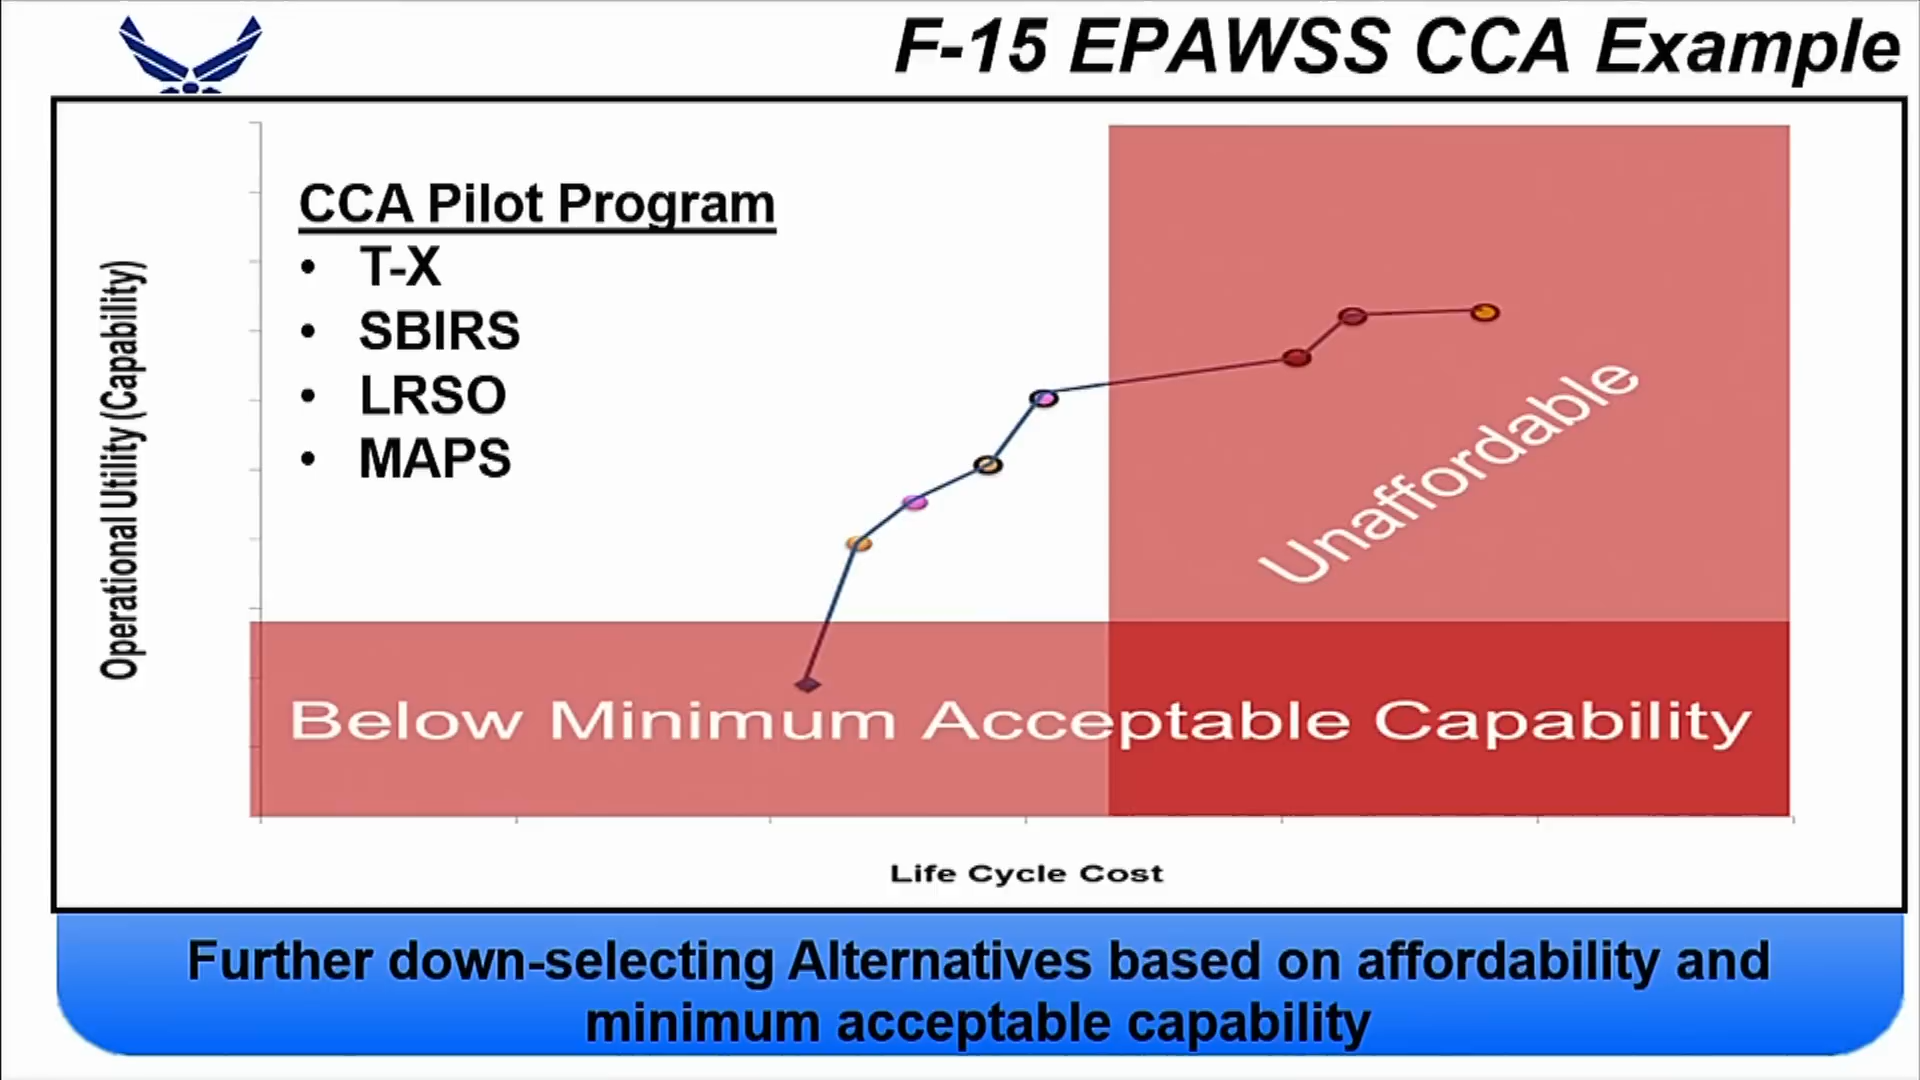 F-15 EPAWSS CCA Example
CCA Pilot Program
• T-X
• SBIRS
• LRSO
• MAPS
Operational Utility (Capability)
Unaffordable
Below Minimum Acceptable Capability
Life Cycle Cost
Further down-selecting Alternatives based on affordability and
minimum acceptable capability